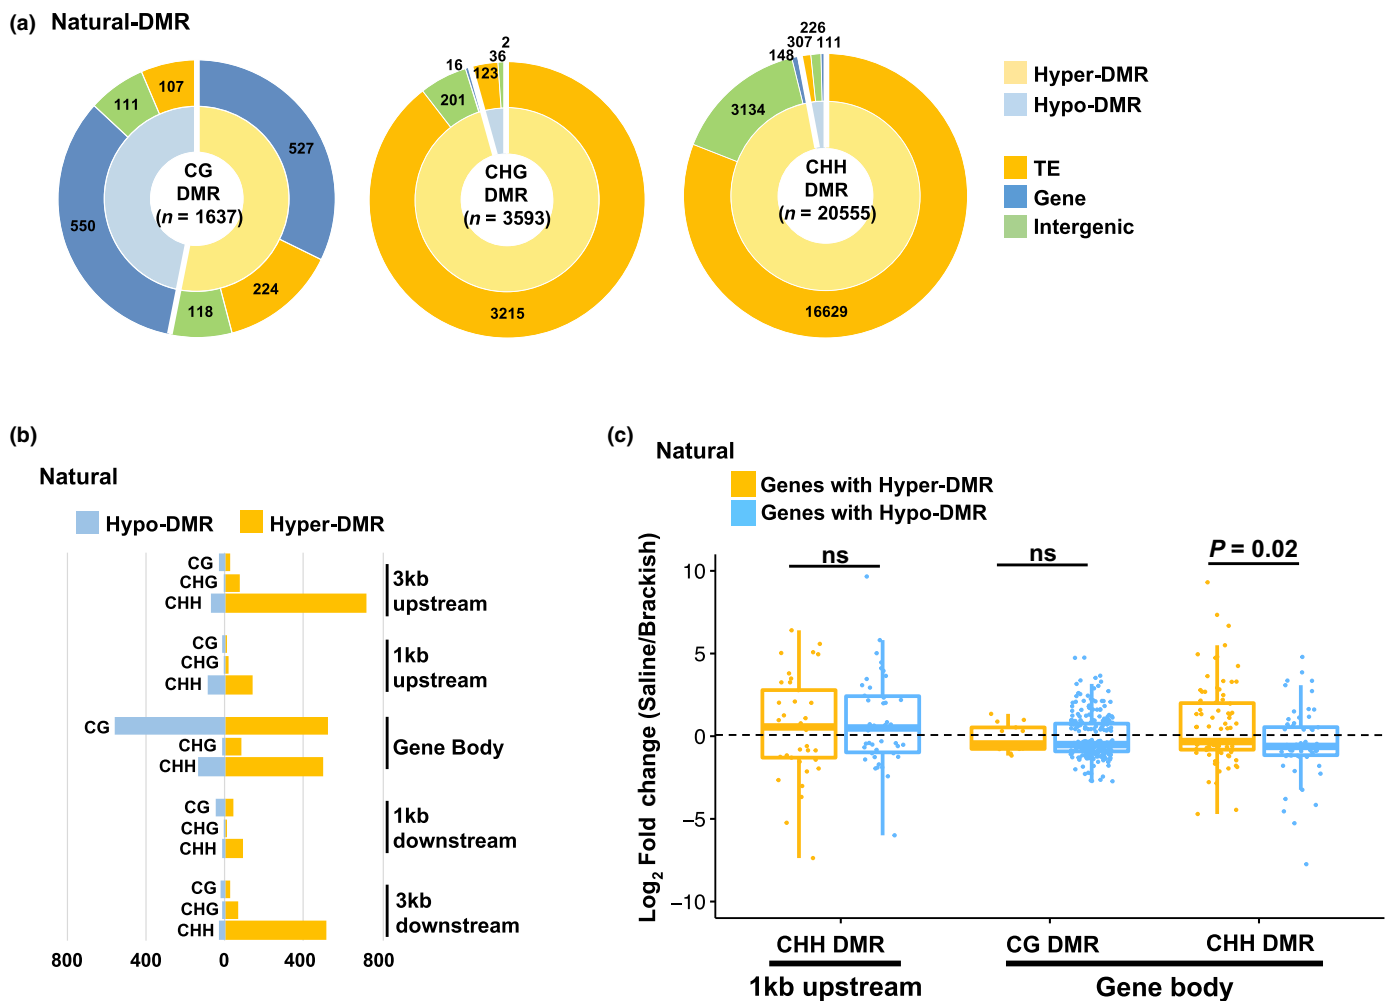 (a) Natural-DMR
107
111
527
550
224
118
CG
DMR
(n = 1637)
2
16
36
123
201
3215
CHG
DMR
(n = 3593)
226
307
111
148
3134
16629
CHH
DMR
(n = 20555)
Hyper-DMR
Hypo-DMR
TE
Gene
Intergenic
(b)
Natural
Hypo-DMR
Hyper-DMR
CG
CHG
CHH
3kb
upstream
CG
CHG
CHH
1kb
upstream
CG
CHG
CHH
Gene Body
CG
CHG
CHH
1kb
downstream
CG
CHG
CHH
3kb
downstream
800 400 0 400 800
(c)
Natural
Genes with Hyper-DMR
Genes with Hypo-DMR
ns
ns
P = 0.02
Log2 Fold change (Saline/Brackish)
10
5
0
−5
−10
CHH DMR
CG DMR
CHH DMR
1kb upstream
Gene body